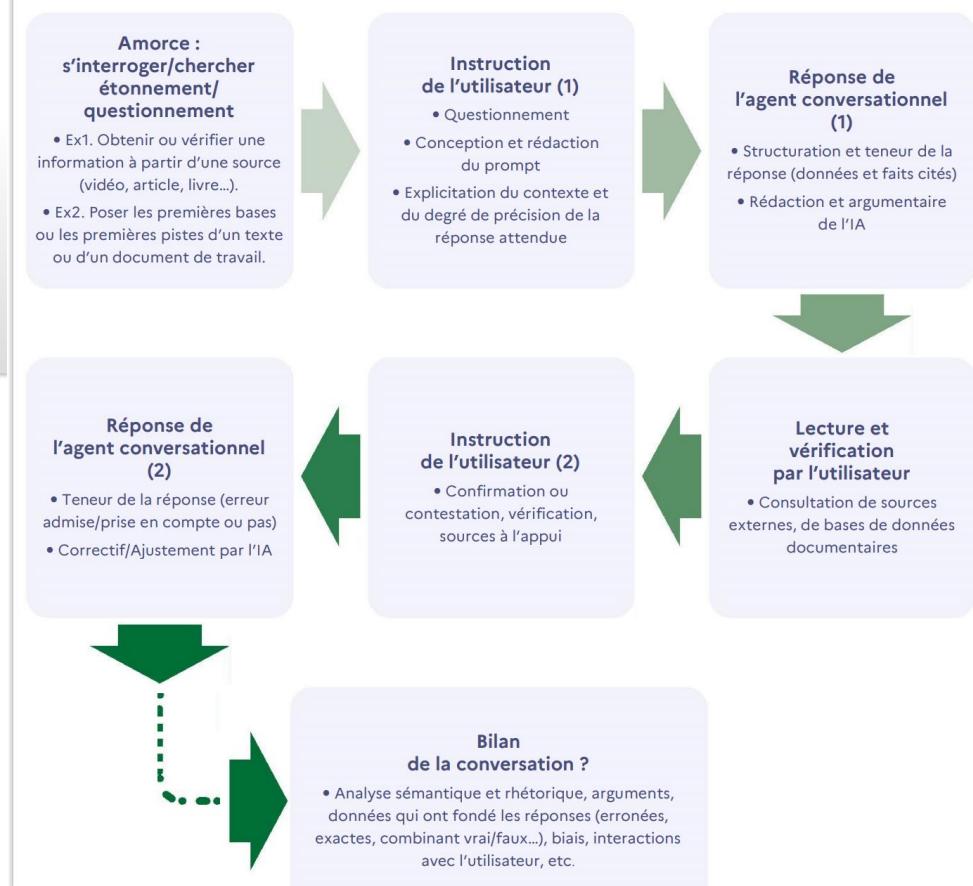 Amorce :
s’interroger/chercher
étonnement/
questionnement
• Ex1. Obtenir ou vérifier une
information à partir d’une source
(vidéo, article, livre…).
• Ex2. Poser les premières bases
ou les premières pistes d’un texte
ou d’un document de travail.
Instruction
de l’utilisateur (1)
• Questionnement
• Conception et rédaction
du prompt
• Explicitation du contexte et
du degré de précision de la
réponse attendue
Réponse de
l’agent conversationnel
(1)
• Structuration et teneur de la
réponse (données et faits cités)
• Rédaction et argumentaire
de l’IA
Lecture et
vérification
par l’utilisateur
• Consultation de sources
externes, de bases de données
documentaires
Instruction
de l’utilisateur (2)
• Confirmation ou
contestation, vérification,
sources à l’appui
Réponse de
l’agent conversationnel
(2)
• Teneur de la réponse (erreur
admise/prise en compte ou pas)
• Correctif/Ajustement par l’IA
Bilan
de la conversation ?
• Analyse sémantique et rhétorique, arguments,
données qui ont fondé les réponses (erronées,
exactes, combinant vrai/faux…), biais, interactions
avec l’utilisateur, etc.